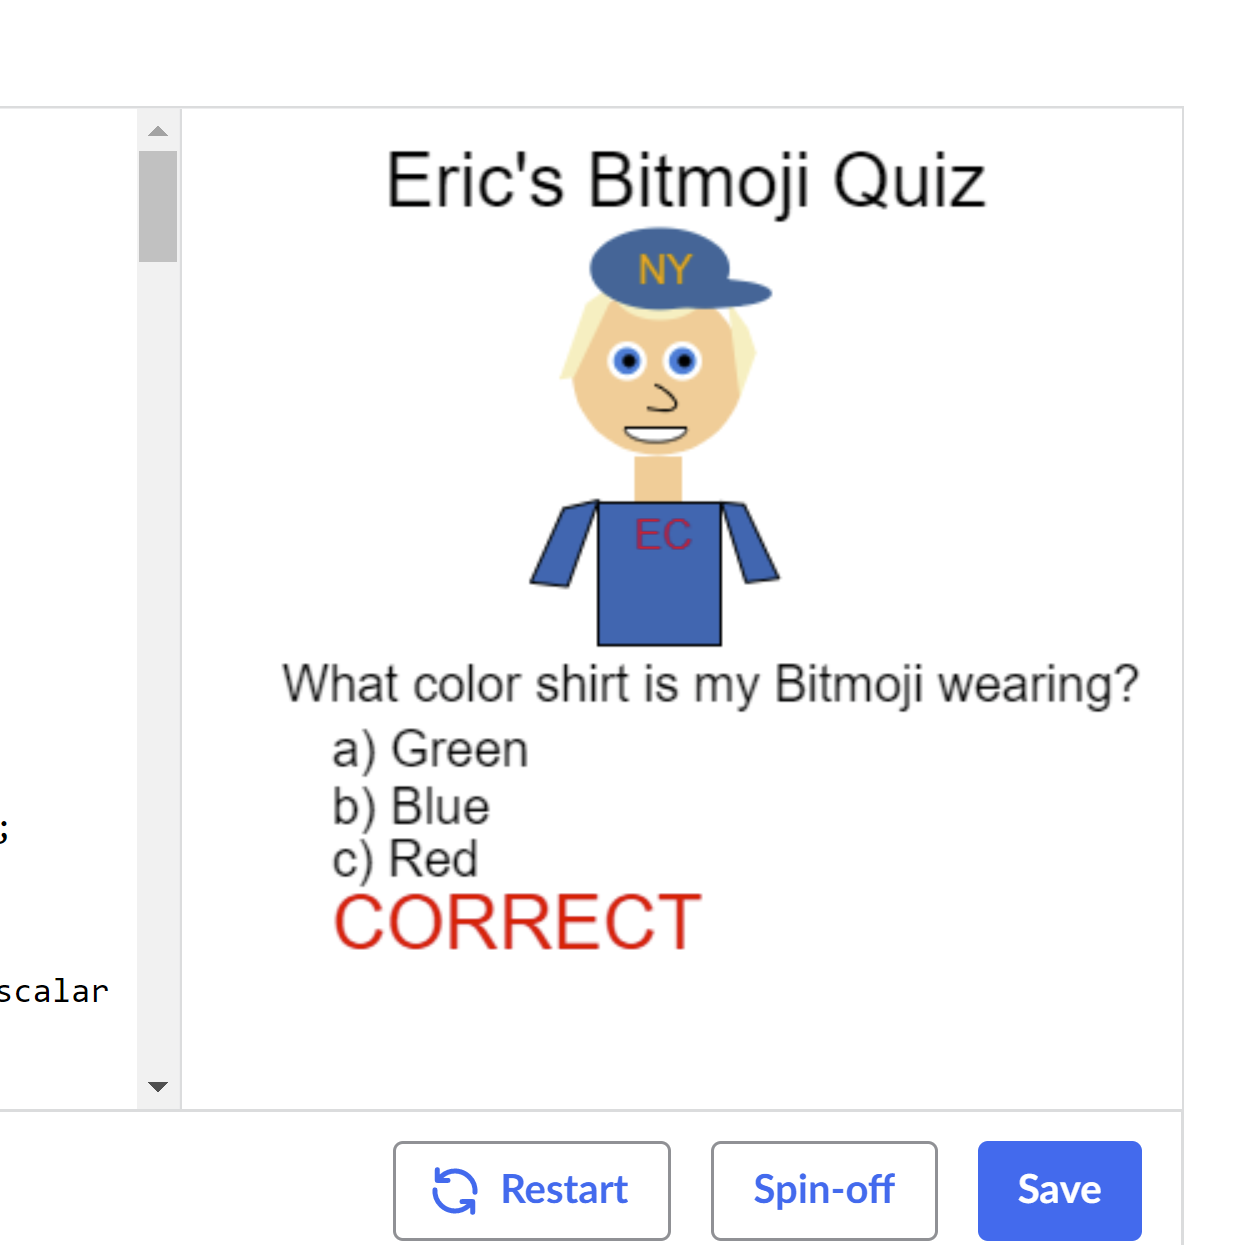 Eric's Bitmoji Quiz
NY
EC
What color shirt is my Bitmoji wearing?
a) Green
b) Blue
c) Red
CORRECT
;
scalar
Restart
Spin-off
Save